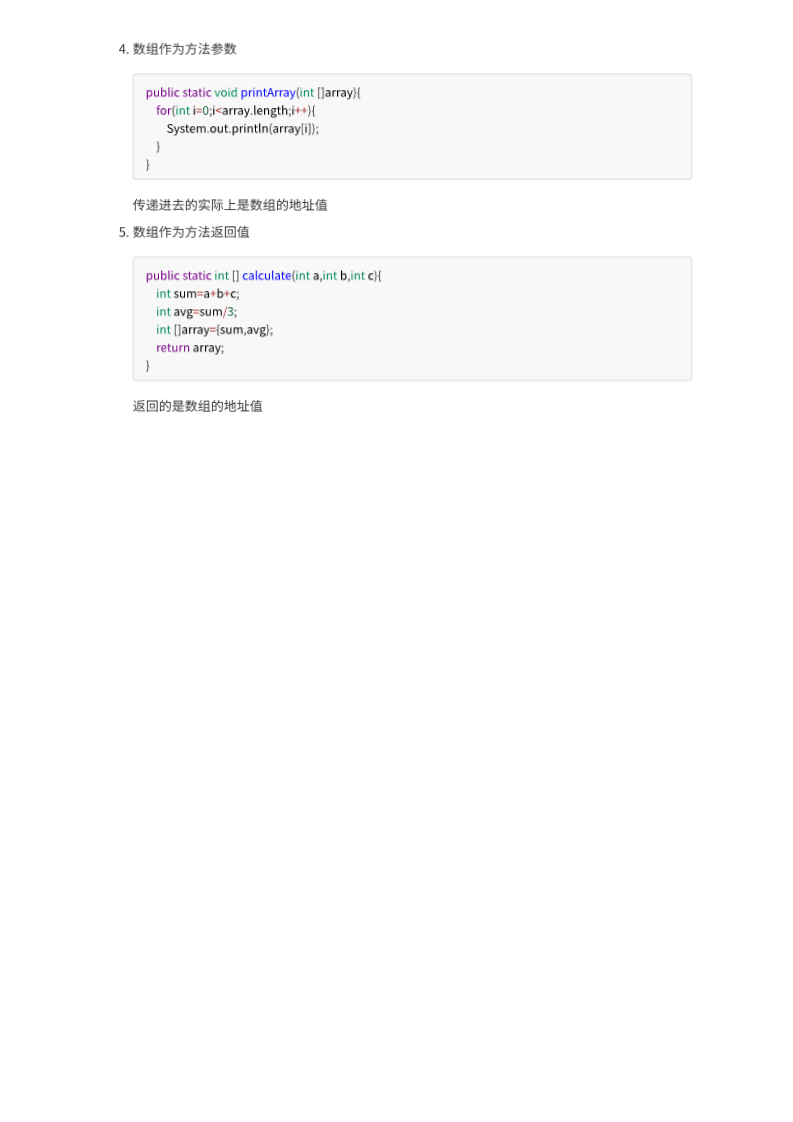 4. 数组作为方法参数
public static void printArray(int []array){
    for(int i=0;i<array.length;i++){
        System.out.println(array[i]);
    }
}
传递进去的实际上是数组的地址值
5. 数组作为方法返回值
public static int [] calculate(int a,int b,int c){
    int sum=a+b+c;
    int avg=sum/3;
    int []array={sum,avg};
    return array;
}
返回的是数组的地址值